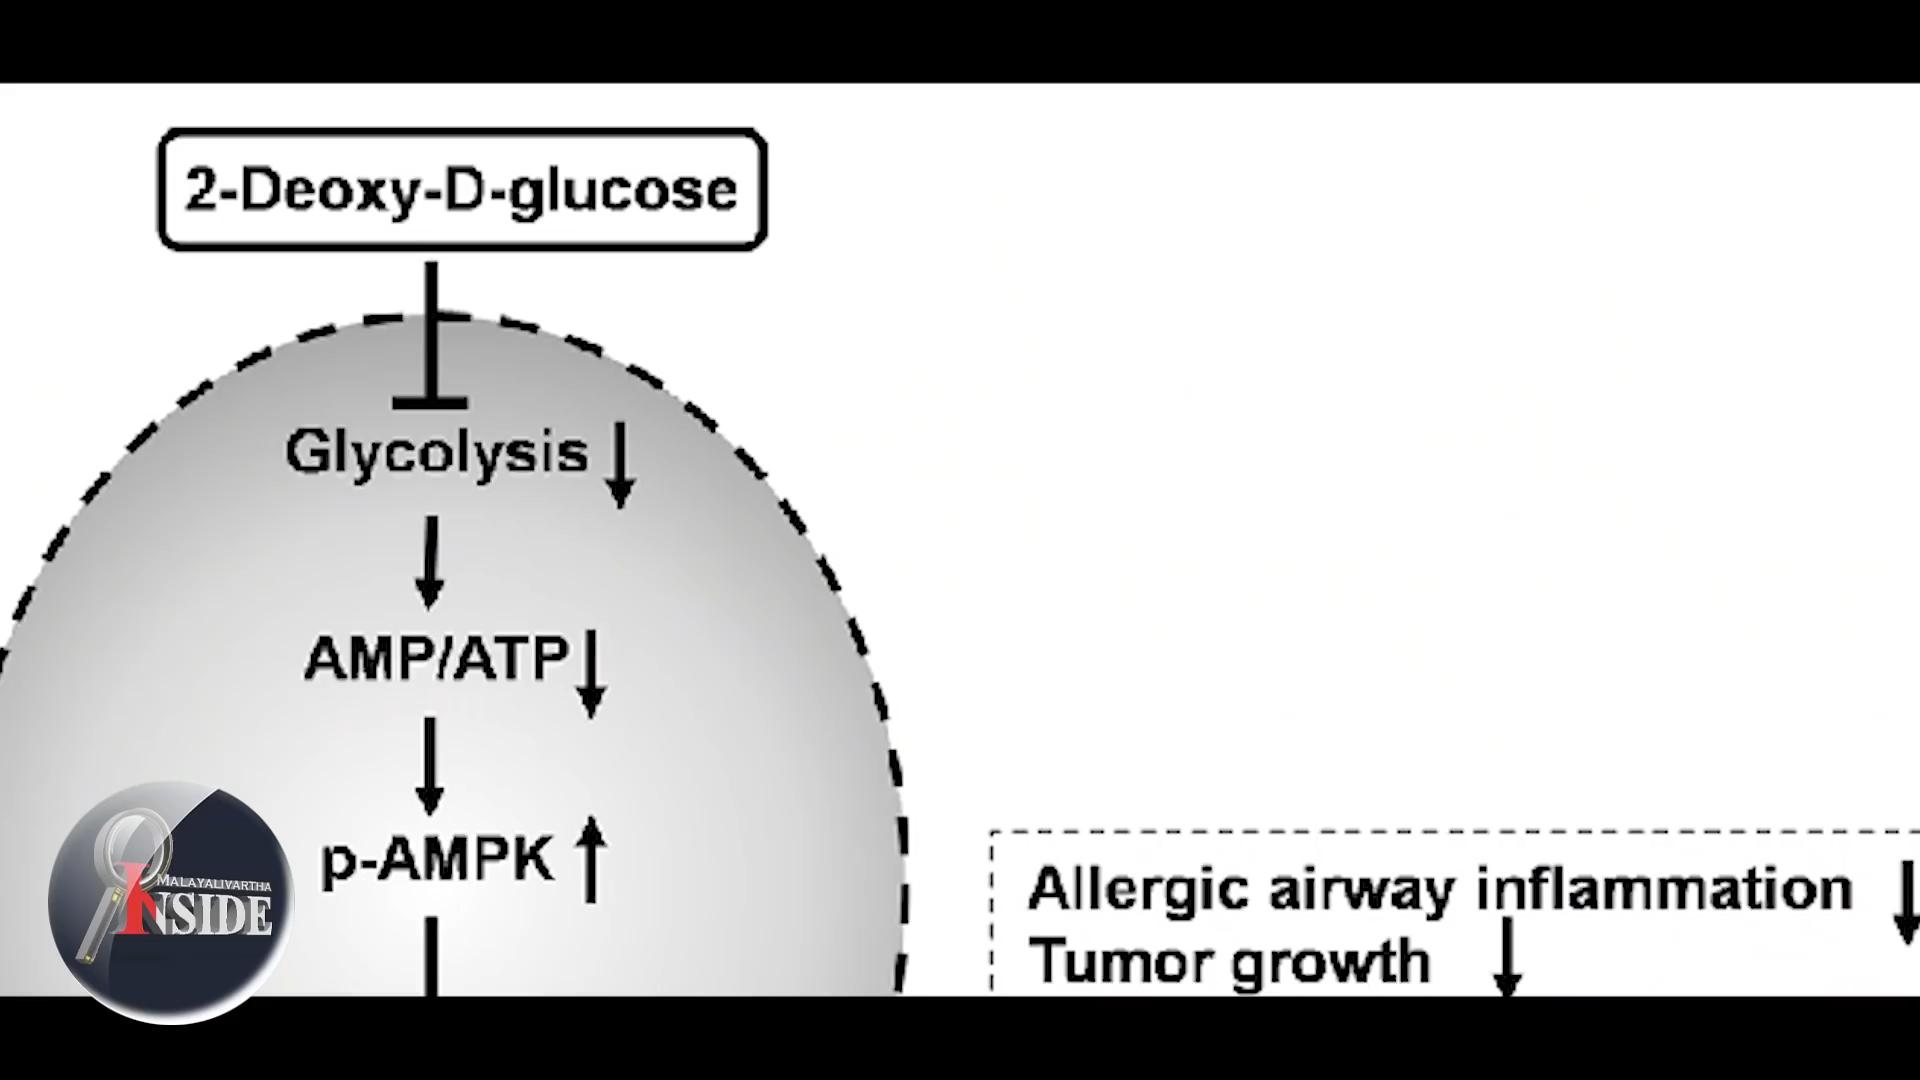 2-Deoxy-D-glucose
Glycolysis ↓
AMP/ATP ↓
p-AMPK ↑
Allergic airway inflammation ↓
Tumor growth ↓
MALAYALIVARTHA
INSIDE